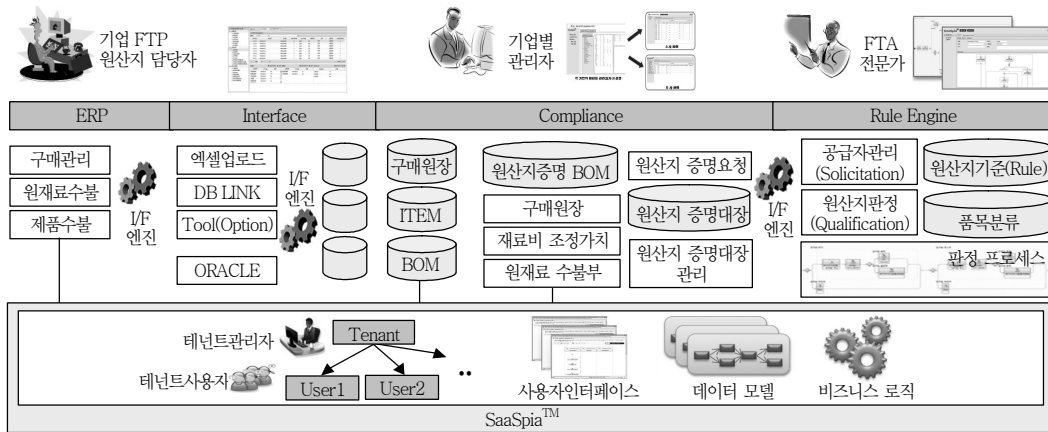 기업 FTP
원산지 담당자
기업별
관리자
FTA
전문가
ERP
Interface
Compliance
Rule Engine
구매관리
원재료수불
제품수불
I/F
엔진
엑셀업로드
DB LINK
Tool(Option)
ORACLE
I/F
엔진
구매원장
ITEM
BOM
원산지증명 BOM
구매원장
재료비 조정가치
원재료 수불부
원산지 증명요청
원산지 증명대장
원산지 증명대장
관리
I/F
엔진
공급자관리
(Solicitation)
원산지판정
(Qualification)
원산지기준(Rule)
품목분류
판정 프로세스
테넌트관리자
테넌트사용자
Tenant
User1
User2
사용자인터페이스
데이터 모델
비즈니스 로직
SaaSpia™